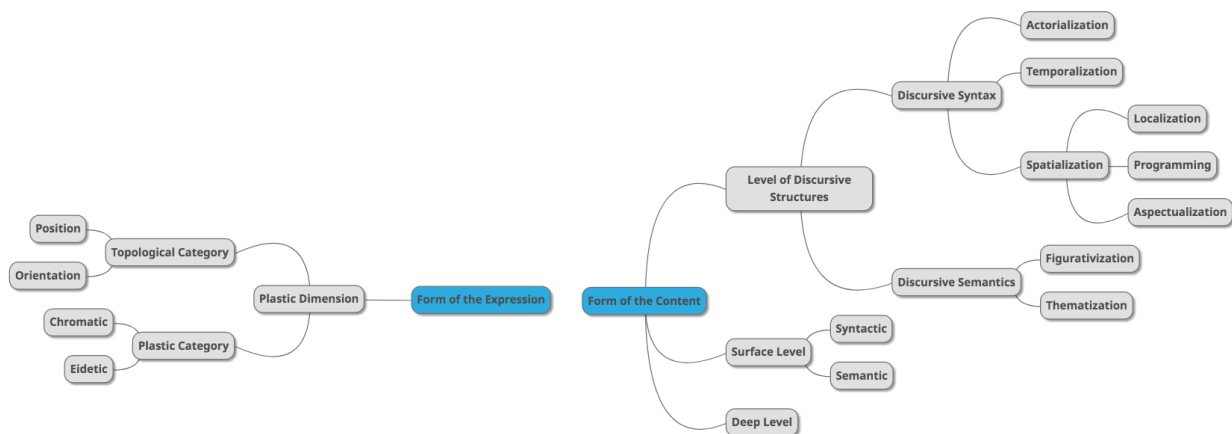 Actorialization
Temporalization
Discursive Syntax
Localization
Spatialization
Programming
Level of Discursive
Structures
Aspectualization
Position
Topological Category
Orientation
Figurativization
Discursive Semantics
Thematization
Plastic Dimension
Form of the Expression
Form of the Content
Chromatic
Plastic Category
Eidetic
Syntactic
Surface Level
Semantic
Deep Level